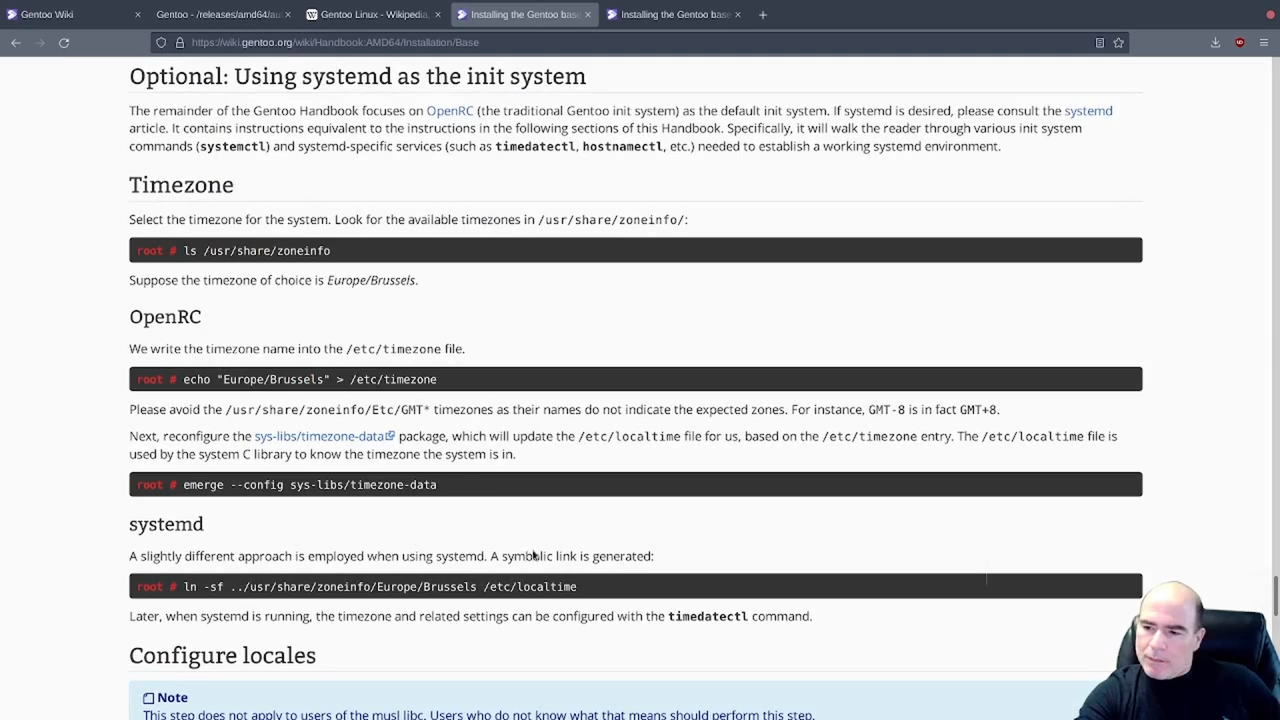 Gentoo Wiki
Gentoo - /releases/amd64/au
Gentoo Linux - Wikipedia,
Installing the Gentoo base
Installing the Gentoo base
https://wiki.gentoo.org/wiki/Handbook:AMD64/Installation/Base
Optional: Using systemd as the init system
The remainder of the Gentoo Handbook focuses on OpenRC (the traditional Gentoo init system) as the default init system. If systemd is desired, please consult the systemd
article. It contains instructions equivalent to the instructions in the following sections of this Handbook. Specifically, it will walk the reader through various init system
commands (systemctl) and systemd-specific services (such as timedatectl, hostnamectl, etc.) needed to establish a working systemd environment.
Timezone
Select the timezone for the system. Look for the available timezones in /usr/share/zoneinfo/:
root # ls /usr/share/zoneinfo
Suppose the timezone of choice is Europe/Brussels.
OpenRC
We write the timezone name into the /etc/timezone file.
root # echo "Europe/Brussels" > /etc/timezone
Please avoid the /usr/share/zoneinfo/Etc/GMT* timezones as their names do not indicate the expected zones. For instance, GMT-8 is in fact GMT+8.
Next, reconfigure the sys-libs/timezone-data package, which will update the /etc/localtime file for us, based on the /etc/timezone entry. The /etc/localtime file is
used by the system C library to know the timezone the system is in.
root # emerge --config sys-libs/timezone-data
systemd
A slightly different approach is employed when using systemd. A symbolic link is generated:
root # ln -sf ../usr/share/zoneinfo/Europe/Brussels /etc/localtime
Later, when systemd is running, the timezone and related settings can be configured with the timedatectl command.
Configure locales
Note
This step does not apply to users of the musl libc. Users who do not know what that means should perform this step.